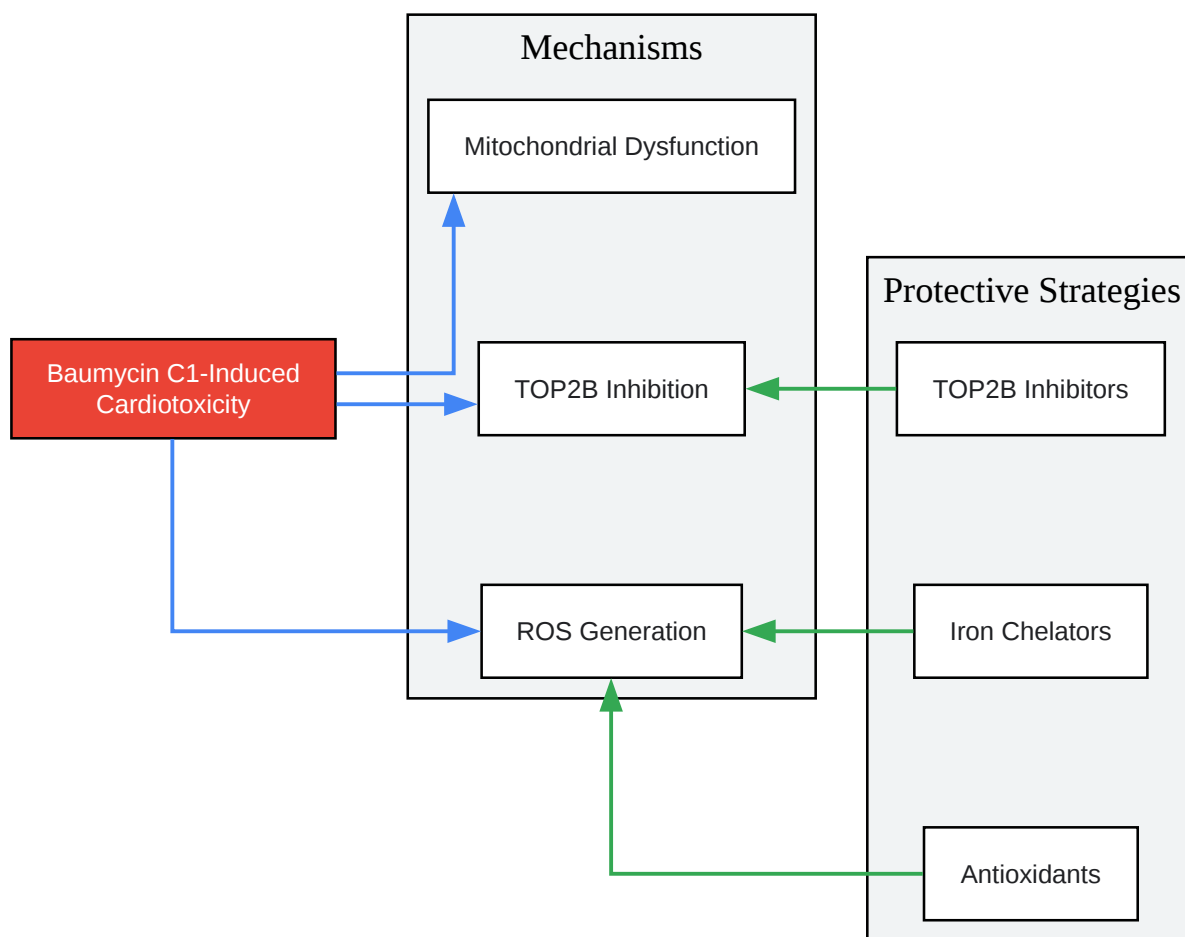 Mechanisms
Mitochondrial Dysfunction
Protective Strategies
Baumycin C1-Induced
Cardiotoxicity
TOP2B Inhibition
TOP2B Inhibitors
ROS Generation
Iron Chelators
Antioxidants